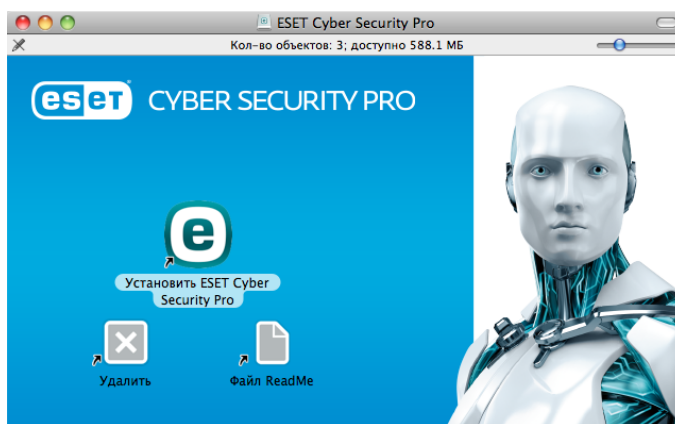 ESET Cyber Security Pro
Кол-во объектов: 3; доступно 588.1 МБ
eset CYBER SECURITY PRO
e
Установить ESET Cyber
Security Pro
Удалить
Файл ReadMe